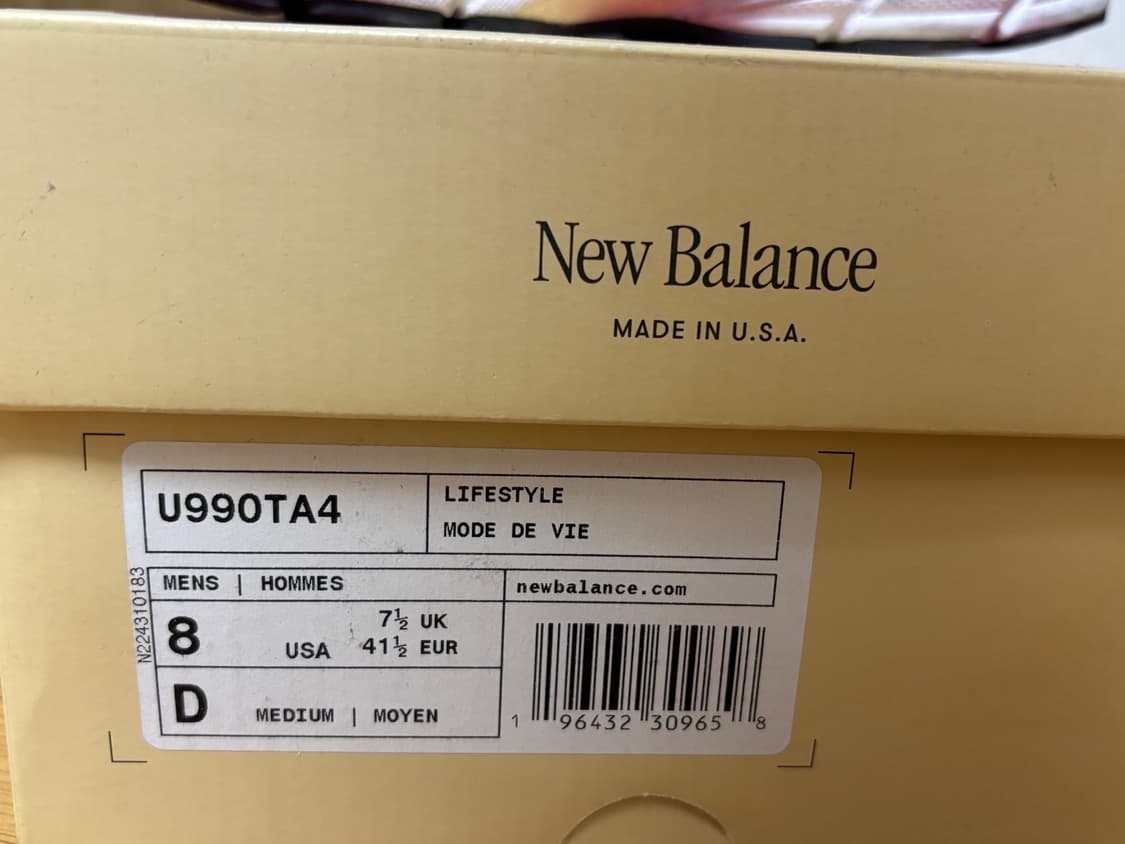 New Balance
MADE IN U.S.A.
U990TA4
LIFESTYLE
MODE DE VIE
N224310183
MENS | HOMMES
newbalance.com
8
USA
7½ UK
41½ EUR
D
MEDIUM | MOYEN
1 96432 30965 8